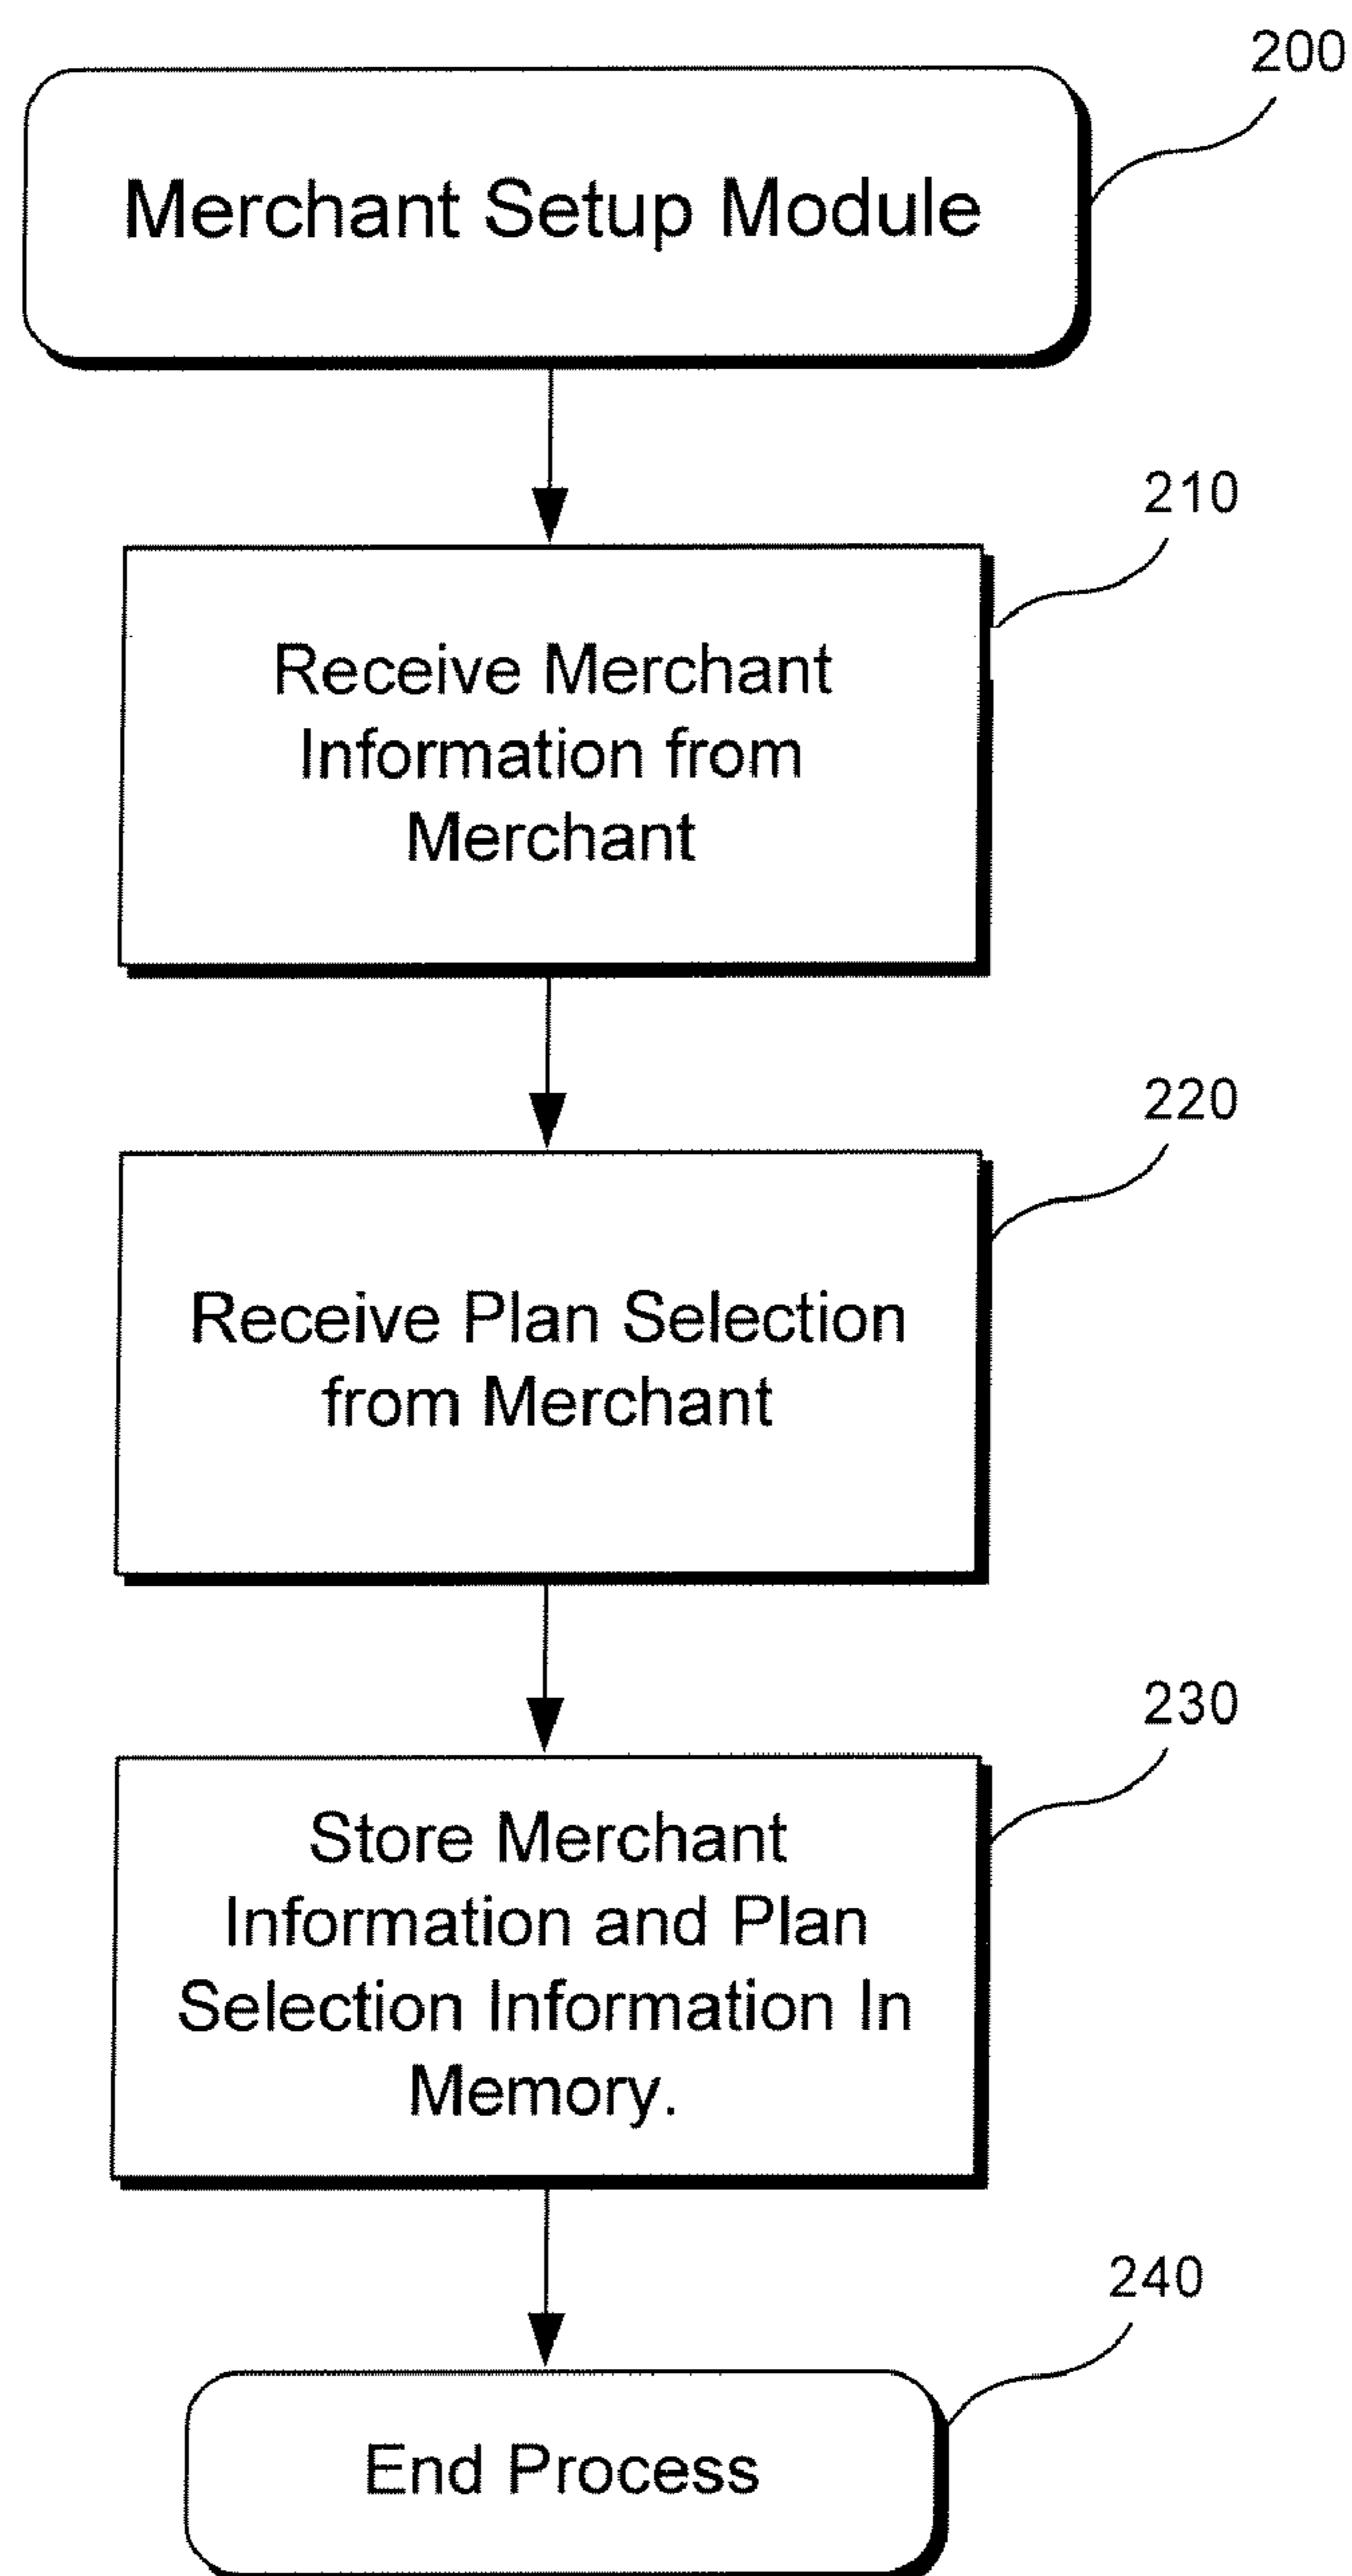 200
Merchant Setup Module
210
Receive Merchant
Information from
Merchant
220
Receive Plan Selection
from Merchant
230
Store Merchant
Information and Plan
Selection Information In
Memory.
240
End Process